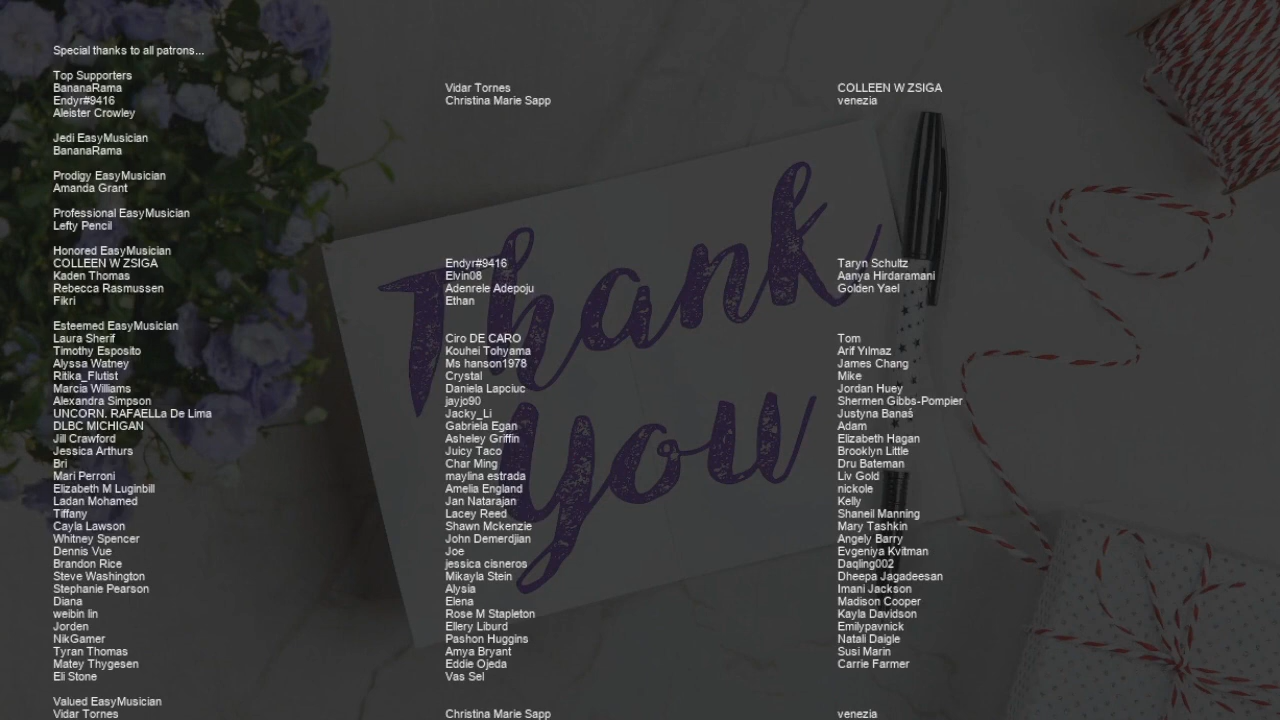 Special thanks to all patrons...
Top Supporters
BananaRama Vidar Tornes COLLEEN W ZSIGA
Endyr#9416 Christina Marie Sapp venezia
Aleister Crowley
Jedi EasyMusician
BananaRama
Prodigy EasyMusician
Amanda Grant
Professional EasyMusician
Lefty Pencil
Honored EasyMusician
COLLEEN W ZSIGA Endyr#9416 Taryn Schultz
Kaden Thomas Elvin08 Aanya Hirdaramani
Rebecca Rasmussen Adenrele Adepoju Golden Yael
Fikri Ethan
Esteemed EasyMusician
Laura Sherif Ciro DE CARO Tom
Timothy Esposito Kouhei Tohyama Arif Yılmaz
Alyssa Watney Ms hanson1978 James Chang
Ritika_Flutist Crystal Mike
Marcia Williams Daniela Lapciuc Jordan Huey
Alexandra Simpson jayjo90 Shermen Gibbs-Pompier
UNCORN. RAFAELLa De Lima Jacky_Li Justyna Banaś
DLBC MICHIGAN Gabriela Egan Adam
Jill Crawford Asheley Griffin Elizabeth Hagan
Jessica Arthurs Juicy Taco Brooklyn Little
Bri Char Ming Dru Bateman
Mari Perroni maylina estrada Liv Gold
Elizabeth M Luginbill Amelia England nickole
Ladan Mohamed Jan Natarajan Kelly
Tiffany Lacey Reed Shaneil Manning
Cayla Lawson Shawn Mckenzie Mary Tashkin
Whitney Spencer John Demerdjian Angely Barry
Dennis Vue Joe Evgeniya Kvitman
Brandon Rice jessica cisneros Daqling002
Steve Washington Mikayla Stein Dheepa Jagadeesan
Stephanie Pearson Alysia Imani Jackson
Diana Elena Madison Cooper
weibin lin Rose M Stapleton Kayla Davidson
Jorden Ellery Liburd Emilypavnick
NikGamer Pashon Huggins Natali Daigle
Tyran Thomas Amya Bryant Susi Marin
Matey Thygesen Eddie Ojeda Carrie Farmer
Eli Stone Vas Sel
Valued EasyMusician
Vidar Tornes Christina Marie Sapp venezia
Thank
you